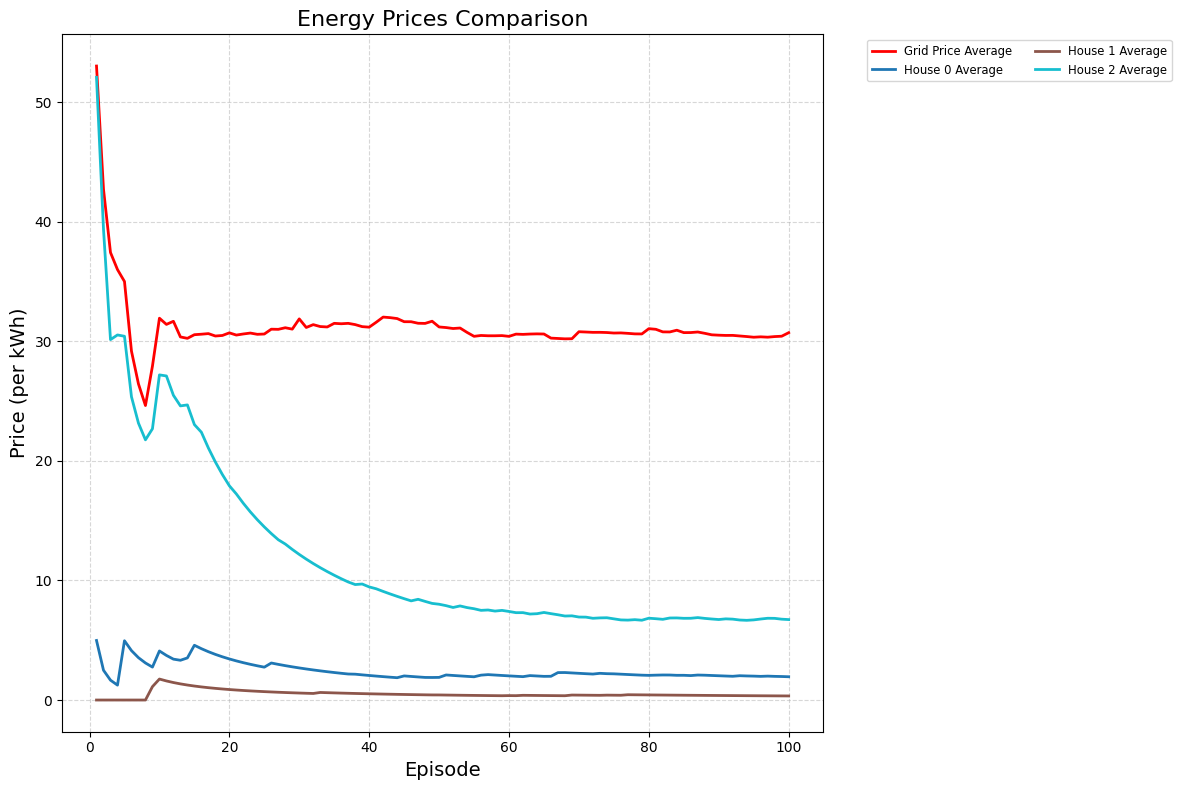 Energy Prices Comparison
Grid Price Average
House 0 Average
House 1 Average
House 2 Average
Price (per kWh)
50
40
30
20
10
0
0 20 40 60 80 100
Episode